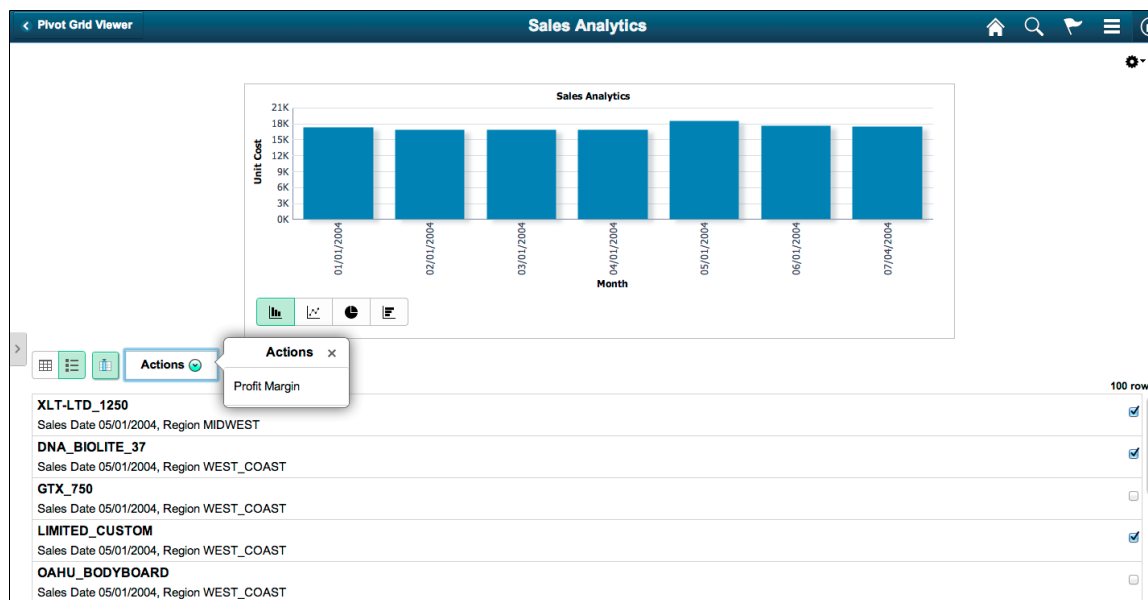 Pivot Grid Viewer
Sales Analytics
Sales Analytics
21K
18K
15K
12K
9K
6K
3K
0K
Unit Cost
01/01/2004
02/01/2004
03/01/2004
04/01/2004
05/01/2004
06/01/2004
07/04/2004
Month
Actions
Actions ×
Profit Margin
100 row
XLT-LTD_1250
Sales Date 05/01/2004, Region MIDWEST
DNA_BIOLITE_37
Sales Date 05/01/2004, Region WEST_COAST
GTX_750
Sales Date 05/01/2004, Region WEST_COAST
LIMITED_CUSTOM
Sales Date 05/01/2004, Region WEST_COAST
OAHU_BODYBOARD
Sales Date 05/01/2004, Region WEST_COAST